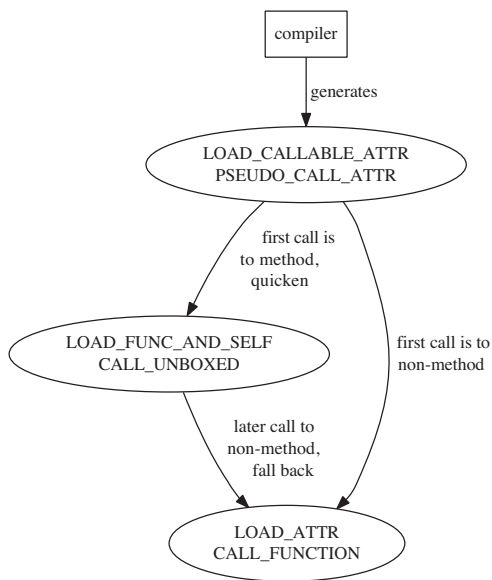 compiler
generates
LOAD_CALLABLE_ATTR
PSEUDO_CALL_ATTR
first call is
to method,
quicken
LOAD_FUNC_AND_SELF
CALL_UNBOXED
first call is to
non-method
later call to
non-method,
fall back
LOAD_ATTR
CALL_FUNCTION